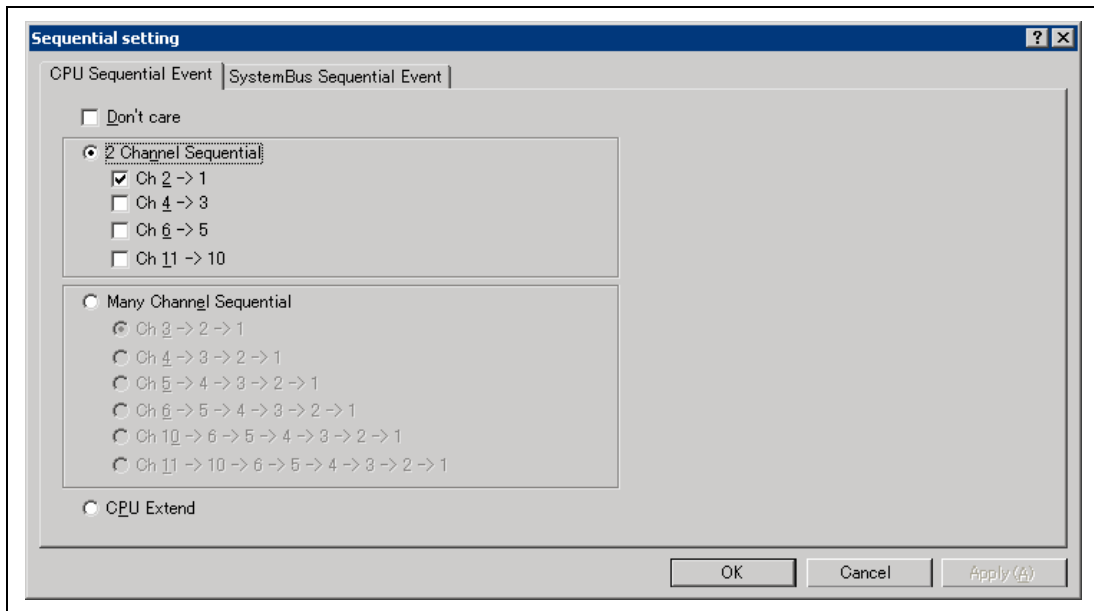 Sequential setting
CPU Sequential Event
SystemBus Sequential Event
Don't care
2 Channel Sequential
Ch 2 -> 1
Ch 4 -> 3
Ch 6 -> 5
Ch 11 -> 10
Many Channel Sequential
Ch 3 -> 2 -> 1
Ch 4 -> 3 -> 2 -> 1
Ch 5 -> 4 -> 3 -> 2 -> 1
Ch 6 -> 5 -> 4 -> 3 -> 2 -> 1
Ch 10 -> 6 -> 5 -> 4 -> 3 -> 2 -> 1
Ch 11 -> 10 -> 6 -> 5 -> 4 -> 3 -> 2 -> 1
CPU Extend
OK
Cancel
Apply(A)